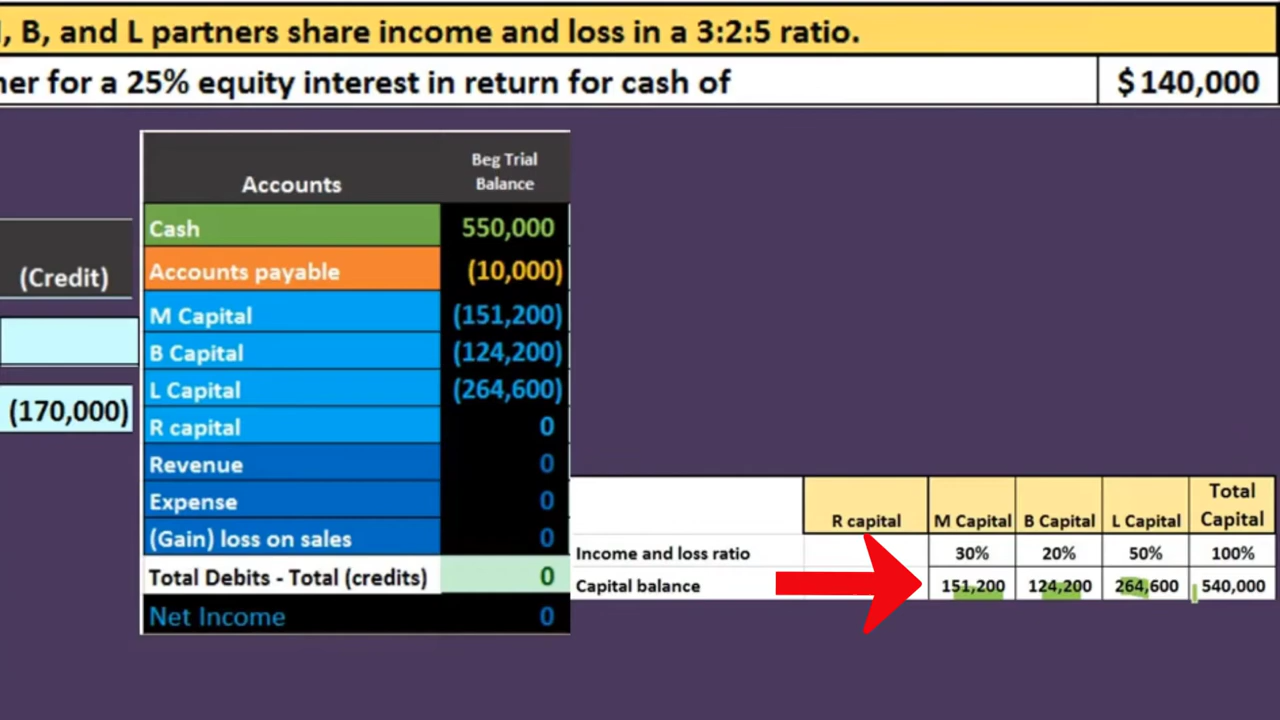 , B, and L partners share income and loss in a 3:2:5 ratio.
ner for a 25% equity interest in return for cash of $ 140,000
Accounts Beg Trial Balance
Cash 550,000
Accounts payable (10,000)
M Capital (151,200)
B Capital (124,200)
L Capital (264,600)
R capital 0
Revenue 0
Expense 0
(Gain) loss on sales 0
Total Debits - Total (credits) 0
Net Income 0
(Credit)
(170,000)
R capital M Capital B Capital L Capital Total Capital
Income and loss ratio 30% 20% 50% 100%
Capital balance 151,200 124,200 264,600 540,000